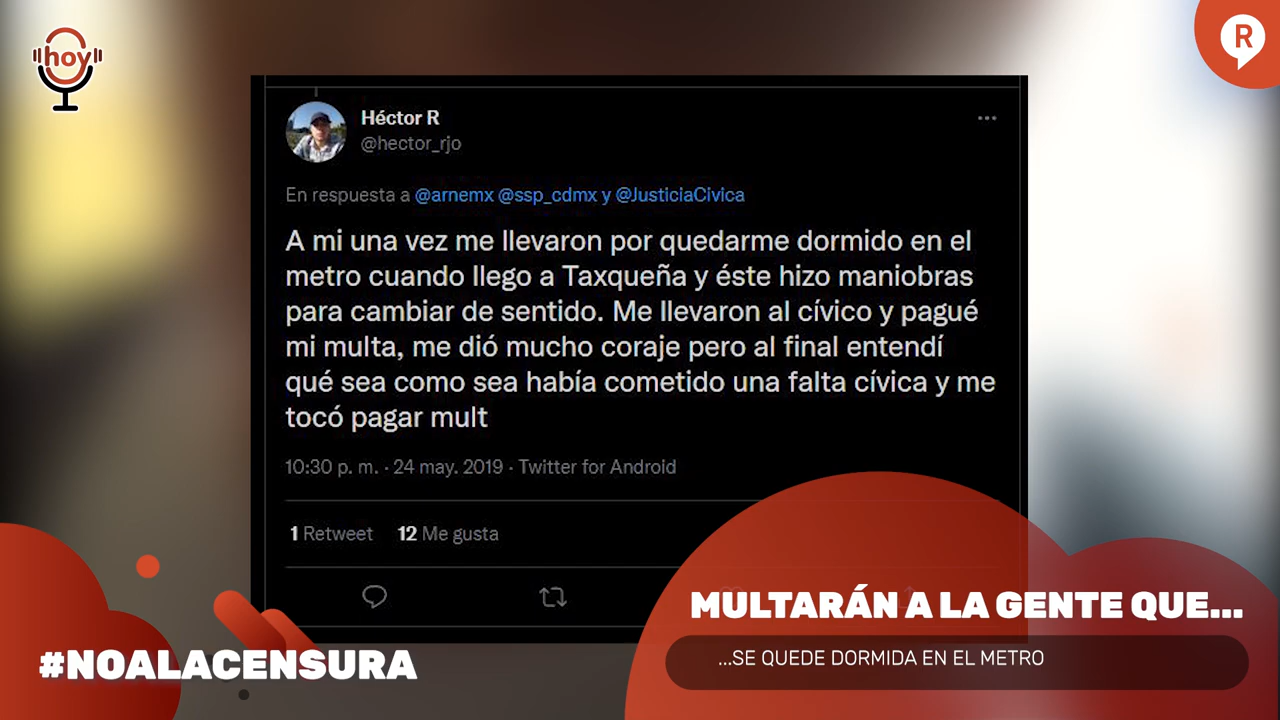 hoy
R
Héctor R
@hector_rjo
En respuesta a @arnemx @ssp_cdmx y @JusticiaCivica
A mi una vez me llevaron por quedarme dormido en el
metro cuando llego a Taxqueña y éste hizo maniobras
para cambiar de sentido. Me llevaron al cívico y pagué
mi multa, me dió mucho coraje pero al final entendí
qué sea como sea había cometido una falta cívica y me
tocó pagar mult
10:30 p. m. · 24 may. 2019 · Twitter for Android
1 Retweet 12 Me gusta
MULTARÁN A LA GENTE QUE...
...SE QUEDE DORMIDA EN EL METRO
#NOALACENSURA